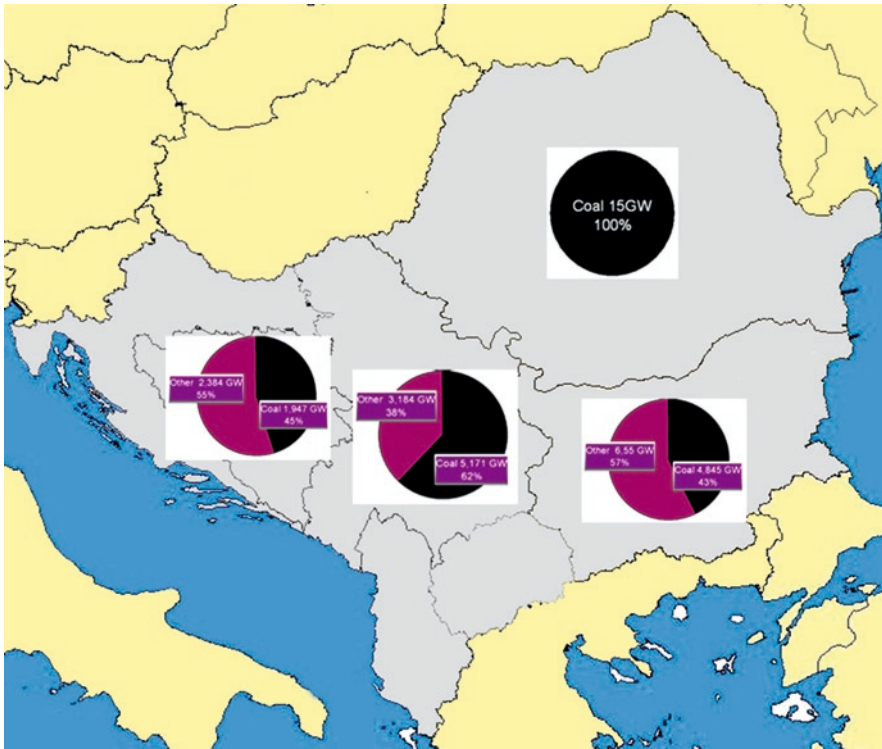 Coal 15GW
100%
Other 2,384 GW
55%
Coal 1,947 GW
45%
Other 3,184 GW
38%
Coal 5,171 GW
62%
Other 6,55 GW
57%
Coal 4,845 GW
43%